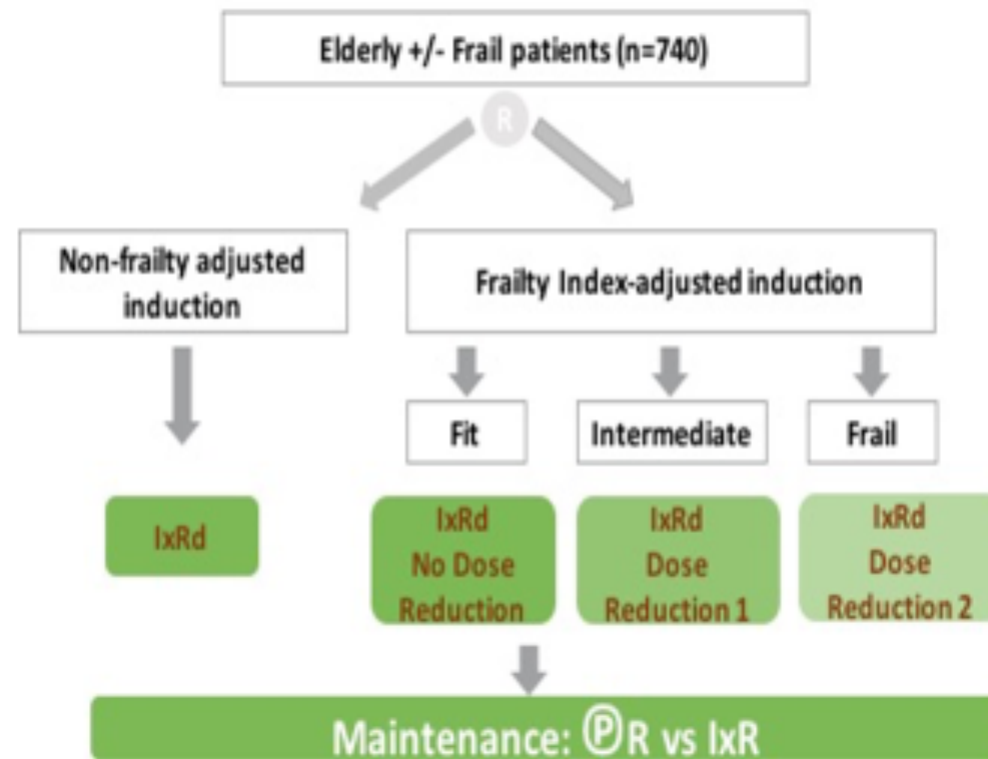 Elderly +/- Frail patients (n=740)
R
Non-frailty adjusted
induction
Frailty Index-adjusted induction
Fit
Intermediate
Frail
IxRd
IxRd
No Dose
Reduction
IxRd
Dose
Reduction 1
IxRd
Dose
Reduction 2
Maintenance: ⓅR vs IxR